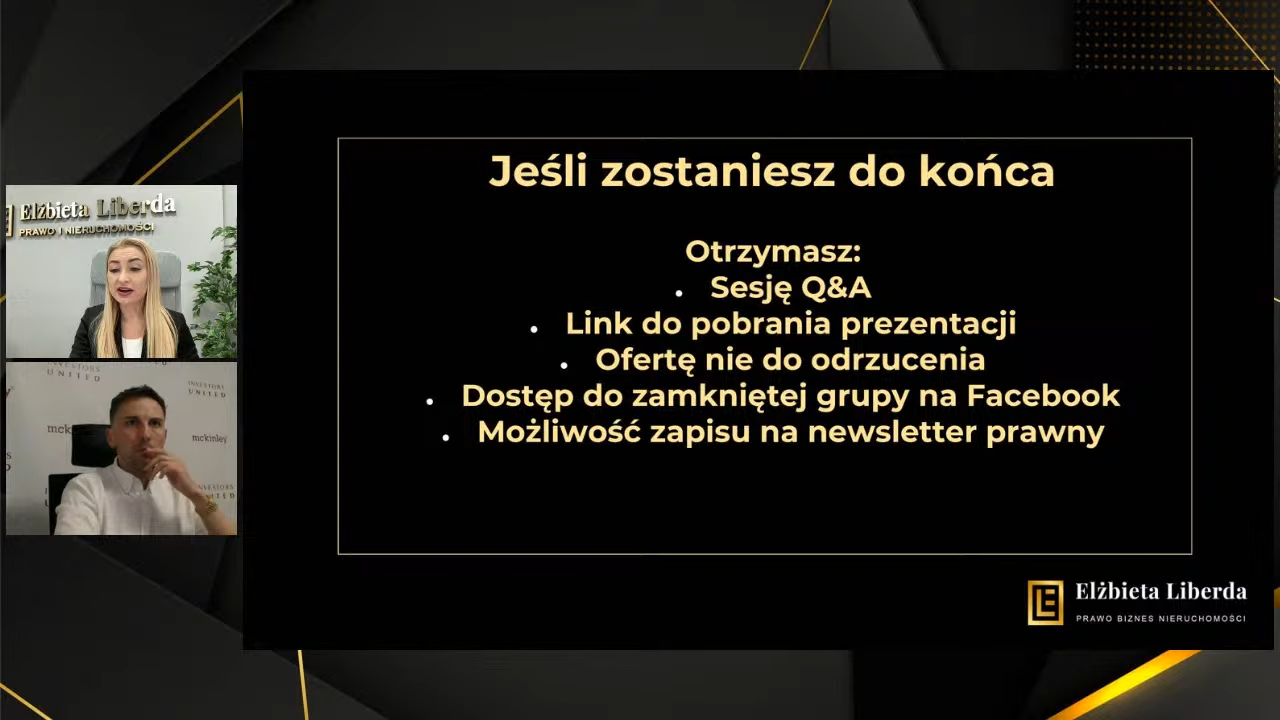 Elżbieta Liberda
PRAWO I NIERUCHOMOŚCI
INVESTORS
UNITED
INVESTORS
UNITED
mckinley
INVESTORS
Jeśli zostaniesz do końca
Otrzymasz:
• Sesję Q&A
• Link do pobrania prezentacji
• Ofertę nie do odrzucenia
• Dostęp do zamkniętej grupy na Facebook
• Możliwość zapisu na newsletter prawny
Elżbieta Liberda
PRAWO BIZNES NIERUCHOMOŚCI